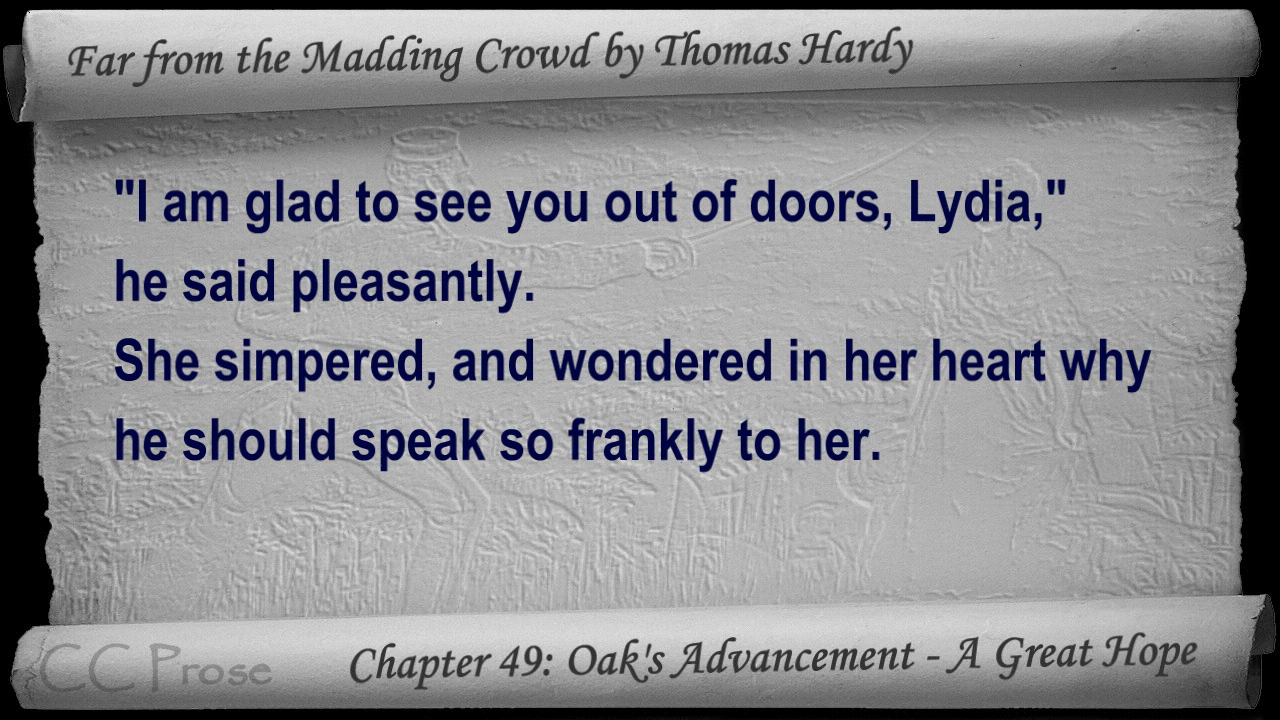 Far from the Madding Crowd by Thomas Hardy
"I am glad to see you out of doors, Lydia,"
he said pleasantly.
She simpered, and wondered in her heart why
he should speak so frankly to her.
CC Prose
Chapter 49: Oak's Advancement - A Great Hope